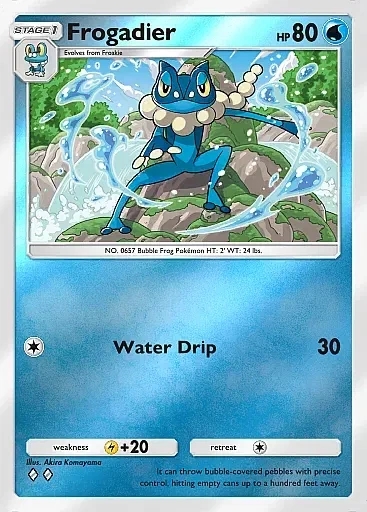 STAGE 1
Frogadier
HP 80
Evolves from Froakie
NO. 0657 Bubble Frog Pokémon HT: 2' WT: 24 lbs.
Water Drip 30
weakness +20
retreat
Illus. Akira Komayama
It can throw bubble-covered pebbles with precise
control, hitting empty cans up to a hundred feet away.